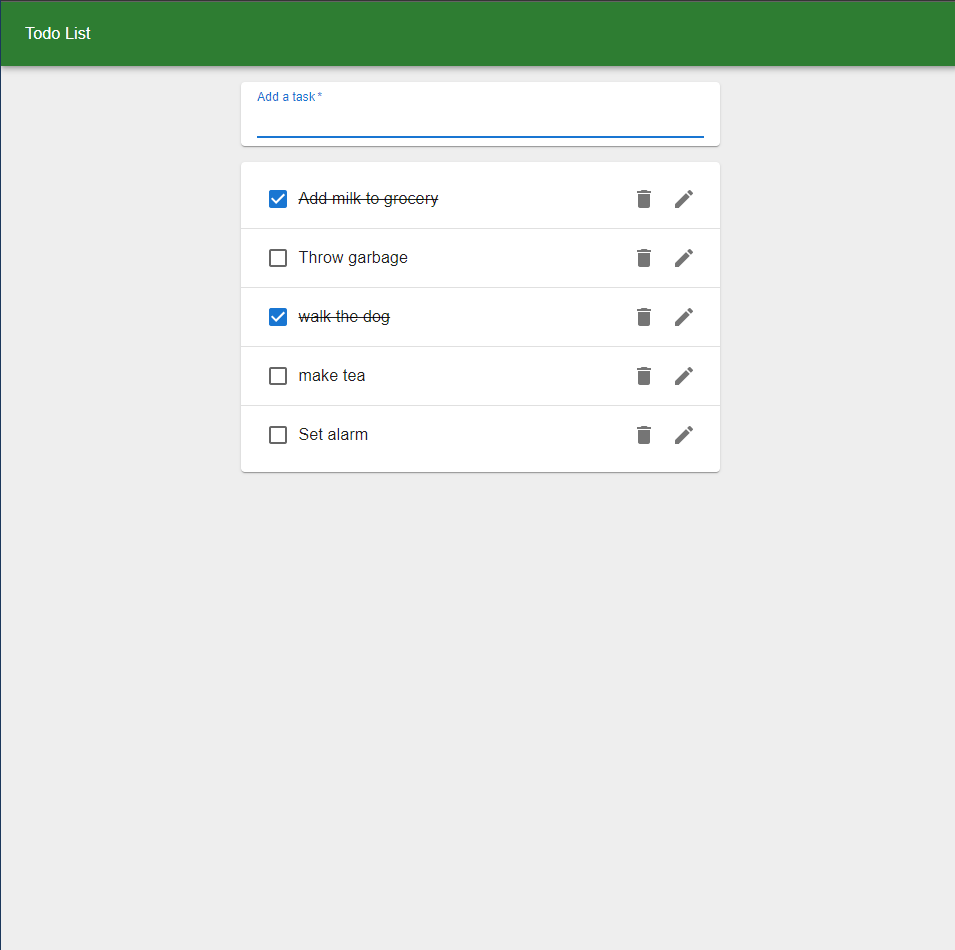 Todo List
Add a task *
Add milk to grocery
Throw garbage
walk the dog
make tea
Set alarm